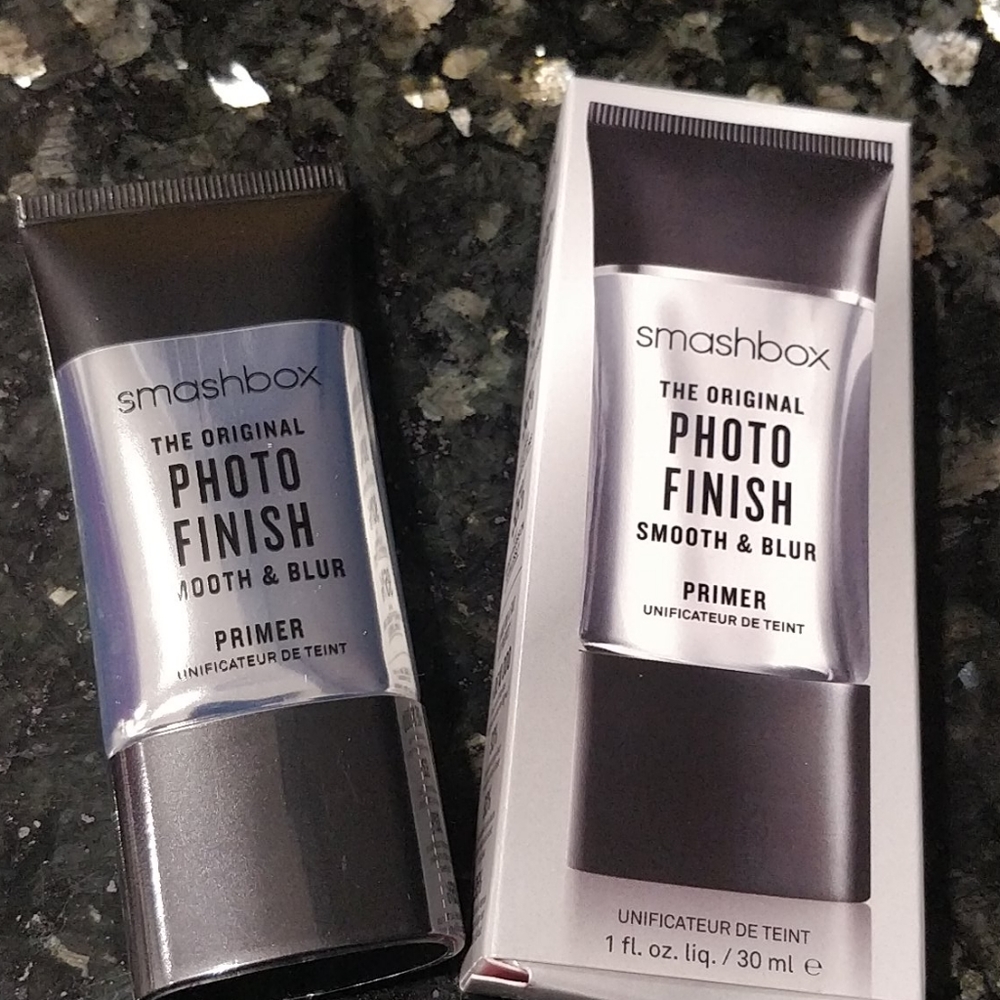 smashbox
THE ORIGINAL
PHOTO
FINISH
MOOTH & BLUR
PRIMER
UNIFICATEUR DE TEINT
smashbox
THE ORIGINAL
PHOTO
FINISH
SMOOTH & BLUR
PRIMER
UNIFICATEUR DE TEINT
UNIFICATEUR DE TEINT
1 fl. oz. liq. / 30 ml ℮